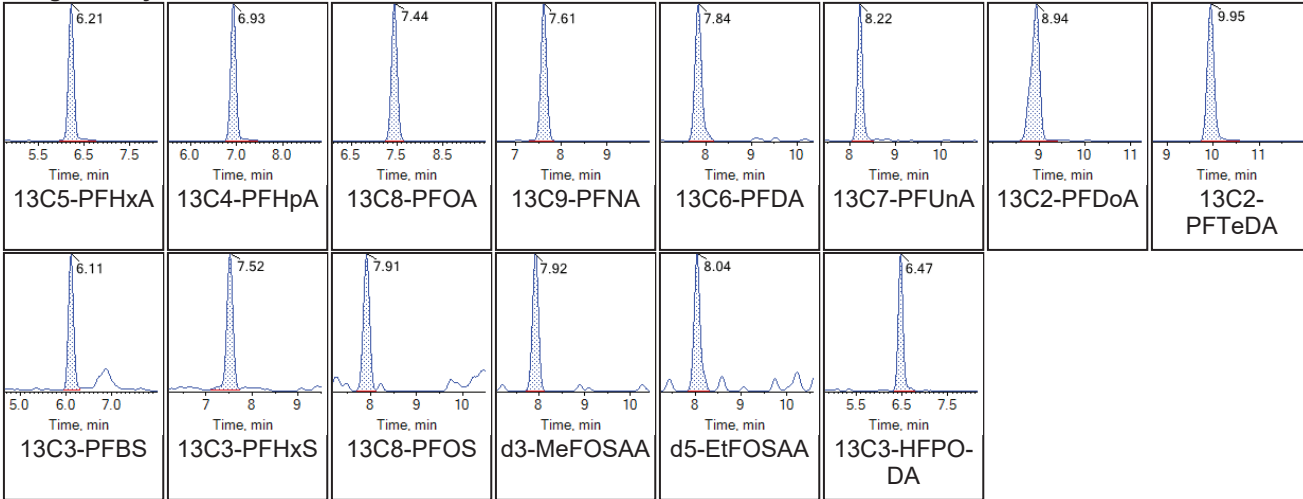 6.21
6.93
7.44
7.61
7.84
8.22
8.94
9.95
5.5 6.5 7.5
6.0 7.0 8.0
6.5 7.5 8.5
7 8 9
8 9 10
8 9 10
9 10 11
9 10 11
Time, min
Time, min
Time, min
Time, min
Time, min
Time, min
Time, min
Time, min
13C5-PFHxA
13C4-PFHpA
13C8-PFOA
13C9-PFNA
13C6-PFDA
13C7-PFUnA
13C2-PFDoA
13C2-
PFTeDA
6.11
7.52
7.91
7.92
8.04
6.47
5.0 6.0 7.0
7 8 9
8 9 10
8 9 10
8 9 10
5.5 6.5 7.5
Time, min
Time, min
Time, min
Time, min
Time, min
Time, min
13C3-PFBS
13C3-PFHxS
13C8-PFOS
d3-MeFOSAA
d5-EtFOSAA
13C3-HFPO-
DA